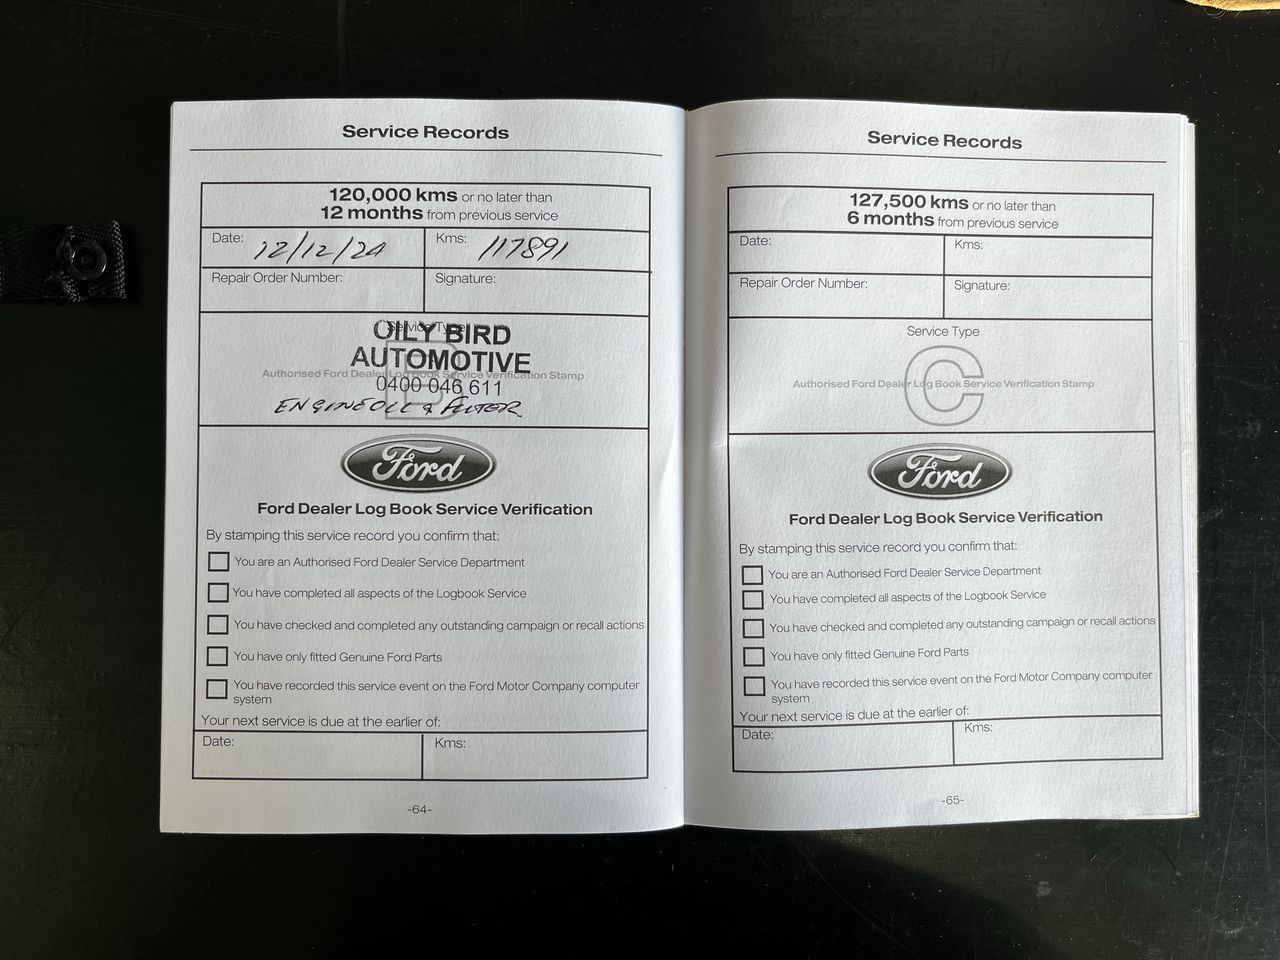 Service Records
120,000 kms or no later than
12 months from previous service
Date: 12/12/24
Kms: 117891
Repair Order Number:
Signature:
Service Type
OILY BIRD
AUTOMOTIVE
Authorised Ford Dealer Log Book Service Verification Stamp
0400 046 611
B
ENGINE OIL & FILTER
Ford
Ford Dealer Log Book Service Verification
By stamping this service record you confirm that:
You are an Authorised Ford Dealer Service Department
You have completed all aspects of the Logbook Service
You have checked and completed any outstanding campaign or recall actions
You have only fitted Genuine Ford Parts
You have recorded this service event on the Ford Motor Company computer
system
Your next service is due at the earlier of:
Date:
Kms:
-64-
Service Records
127,500 kms or no later than
6 months from previous service
Date:
Kms:
Repair Order Number:
Signature:
Service Type
C
Authorised Ford Dealer Log Book Service Verification Stamp
Ford
Ford Dealer Log Book Service Verification
By stamping this service record you confirm that:
You are an Authorised Ford Dealer Service Department
You have completed all aspects of the Logbook Service
You have checked and completed any outstanding campaign or recall actions
You have only fitted Genuine Ford Parts
You have recorded this service event on the Ford Motor Company computer
system
Your next service is due at the earlier of:
Date:
Kms:
-65-